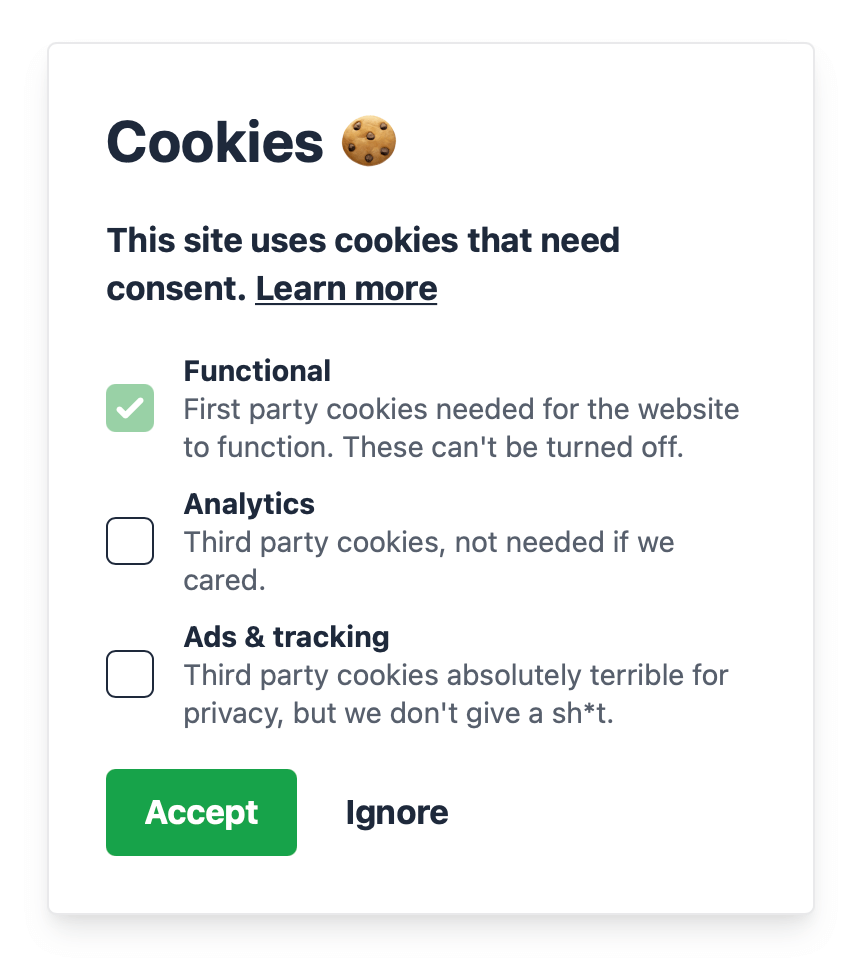 Cookies 🍪
This site uses cookies that need
consent. Learn more
Functional
First party cookies needed for the website
to function. These can't be turned off.
Analytics
Third party cookies, not needed if we
cared.
Ads & tracking
Third party cookies absolutely terrible for
privacy, but we don't give a sh*t.
Accept
Ignore